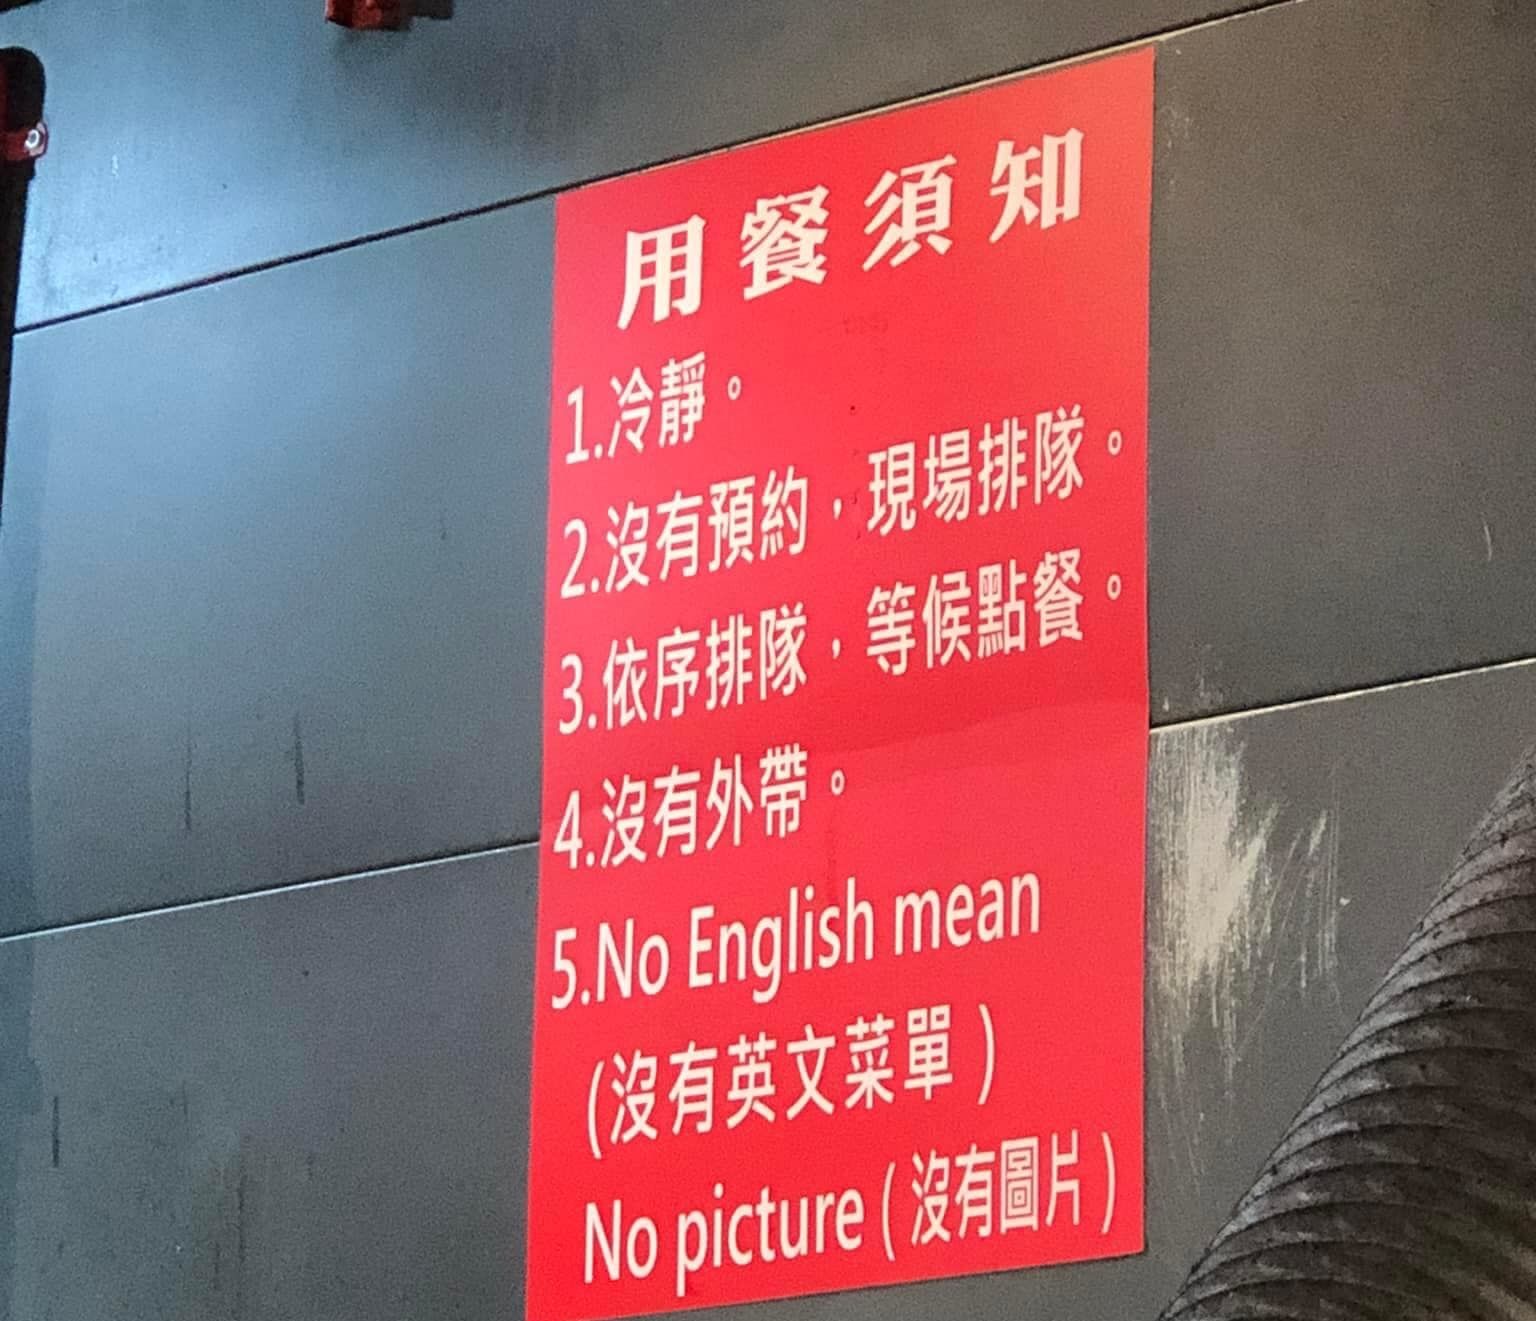 用餐須知
1.冷靜。
2.沒有預約，現場排隊。
3.依序排隊，等候點餐。
4.沒有外帶。
5.No English mean
(沒有英文菜單)
No picture (沒有圖片)